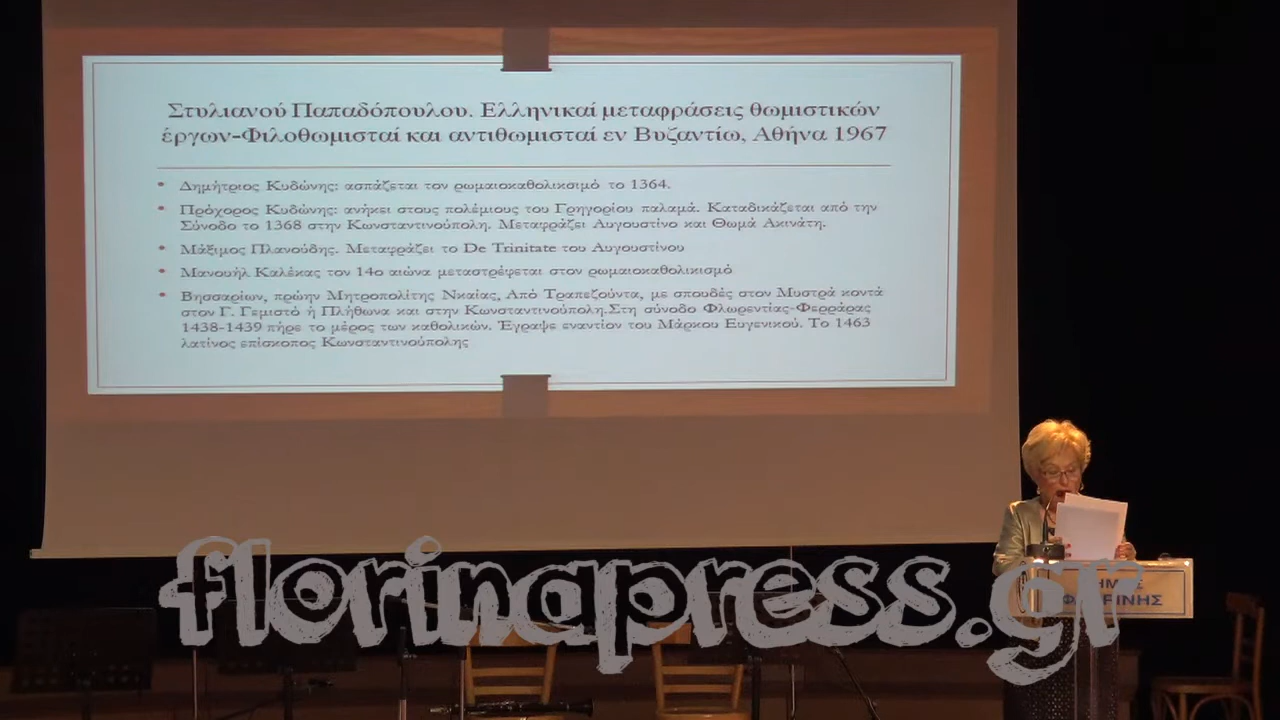 Στυλιανού Παπαδόπουλου. Ελληνικαί μεταφράσεις θωμιστικών
έργων-Φιλοθωμισταί και αντιθωμισταί εν Βυζαντίω, Αθήνα 1967
• Δημήτριος Κυδώνης: ασπάζεται τον ρωμαιοκαθολικσιμό το 1364.
• Πρόχορος Κυδώνης: ανήκει στους πολέμιους του Γρηγορίου παλαμά. Καταδικάζεται από την
Σύνοδο το 1368 στην Κωνσταντινούπολη. Μεταφράζει Αυγουστίνο και Θωμά Ακινάτη.
• Μάξιμος Πλανούδης. Μεταφράζει το De Trinitate του Αυγουστίνου
• Μανουήλ Καλέκας τον 14ο αιώνα μεταστρέφεται στον ρωμαιοκαθολικισμό
• Βησσαρίων, πρώην Μητροπολίτης Νκαίας, Από Τραπεζούντα, με σπουδές στον Μυστρά κοντά
στον Γ. Γεμιστό ή Πλήθωνα και στην Κωνσταντινούπολη.Στη σύνοδο Φλωρεντίας-Φερράρας
1438-1439 πήρε το μέρος των καθολικών. Έγραψε εναντίον του Μάρκου Ευγενικού. Το 1463
λατίνος επίσκοπος Κωνσταντινούπολης
florinapress.gr